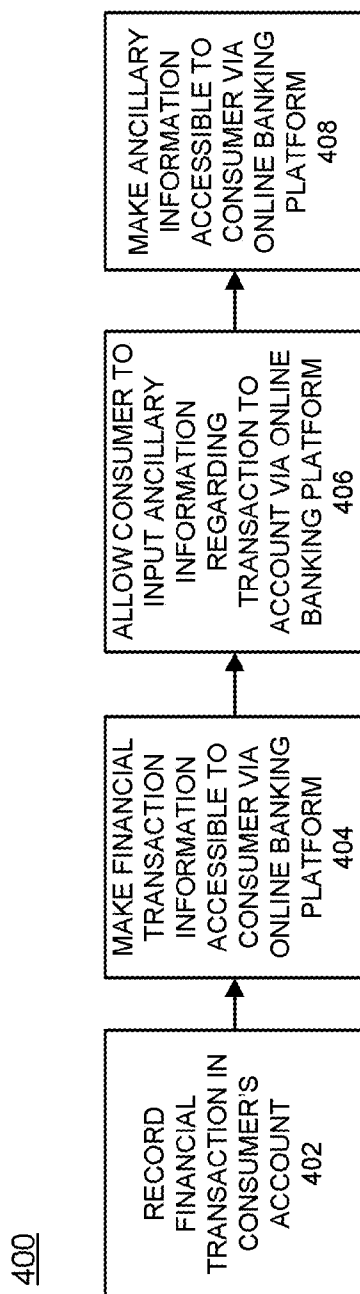 400
RECORD
FINANCIAL
TRANSACTION IN
CONSUMER'S
ACCOUNT
402
MAKE FINANCIAL
TRANSACTION
INFORMATION
ACCESSIBLE TO
CONSUMER VIA
ONLINE BANKING
PLATFORM
404
ALLOW CONSUMER TO
INPUT ANCILLARY
INFORMATION
REGARDING
TRANSACTION TO
ACCOUNT VIA ONLINE
BANKING PLATFORM
406
MAKE ANCILLARY
INFORMATION
ACCESSIBLE TO
CONSUMER VIA
ONLINE BANKING
PLATFORM
408